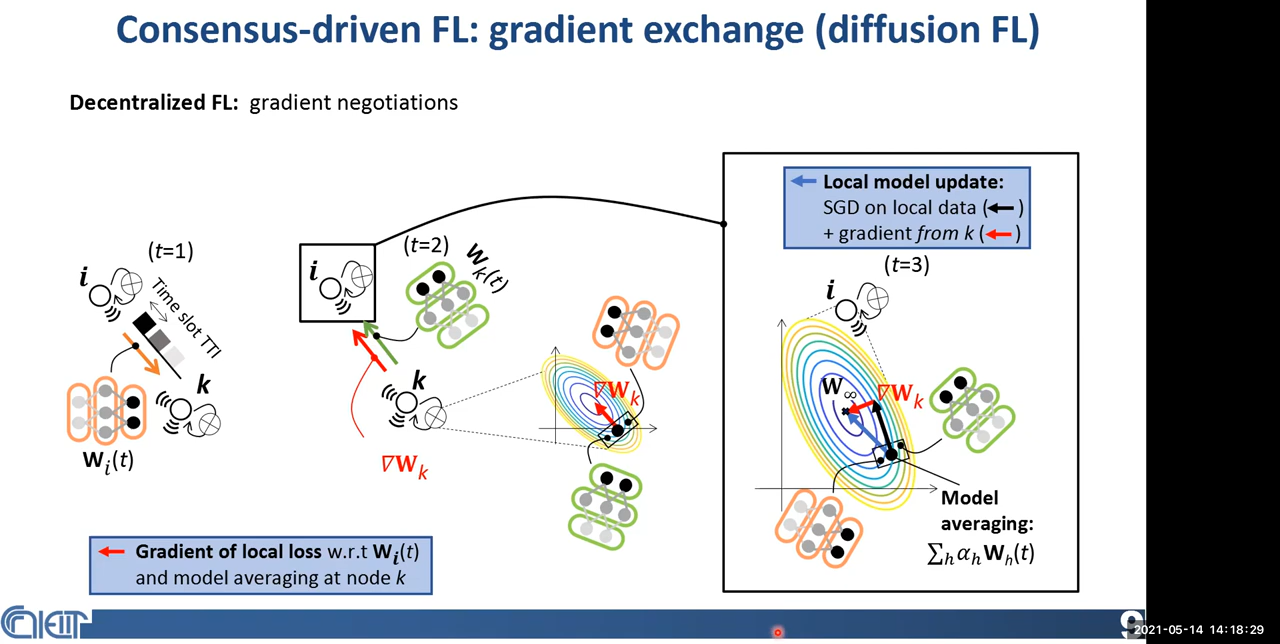 Consensus-driven FL: gradient exchange (diffusion FL)
Decentralized FL: gradient negotiations
(t=1)
i
Time slot TTI
k
W_i(t)
(t=2)
i
W_k(t)
k
∇W_k
∇W_k
Gradient of local loss w.r.t W_i(t)
and model averaging at node k
Local model update:
SGD on local data (← )
+ gradient from k (← )
(t=3)
i
W_∞
∇W_k
Model
averaging:
∑_h α_h W_h(t)
9
2021-05-14 14:18:29